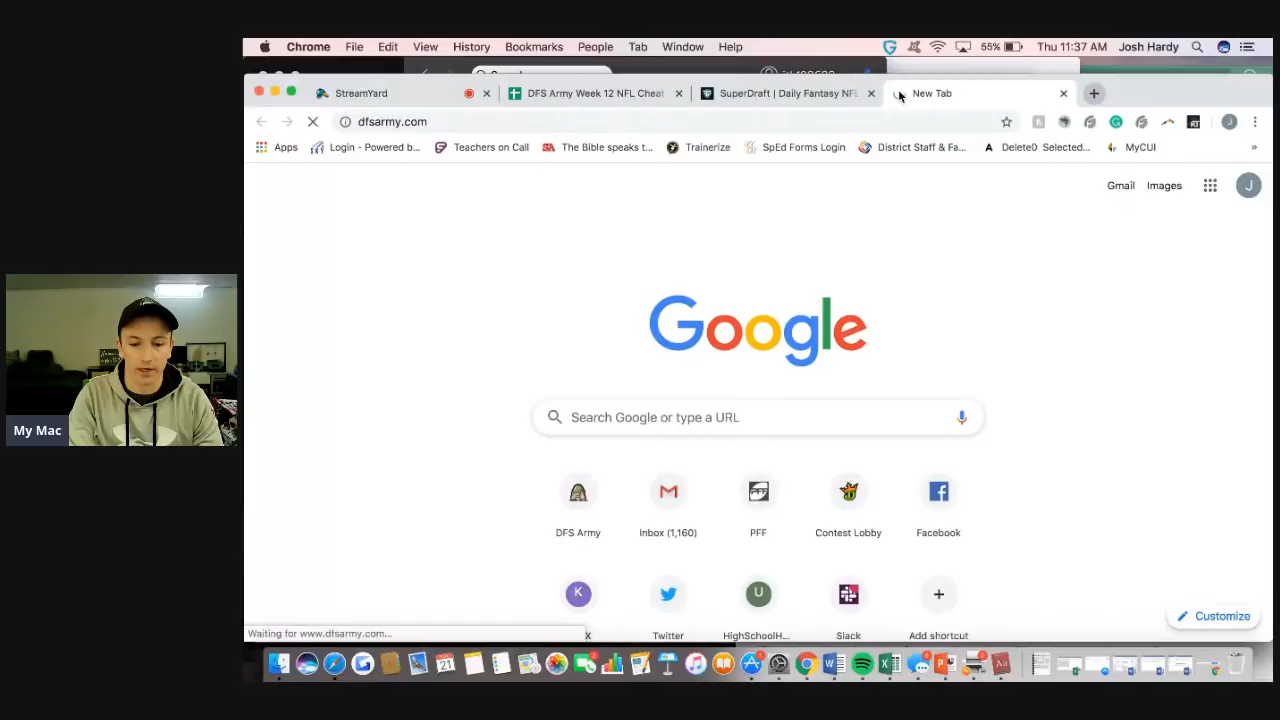 Chrome File Edit View History Bookmarks People Tab Window Help 55% Thu 11:37 AM Josh Hardy
StreamYard DFS Army Week 12 NFL Cheat SuperDraft | Daily Fantasy NFL New Tab
dfsarmy.com
Apps Login - Powered b... Teachers on Call The Bible speaks t... Trainerize SpEd Forms Login District Staff & Fa... Delete0 Selected... MyCUI »
Gmail Images J
Google
Search Google or type a URL
My Mac
DFS Army Inbox (1,160) PFF Contest Lobby Facebook
K U
X Twitter HighSchoolH... Slack Add shortcut
Customize
Waiting for www.dfsarmy.com...